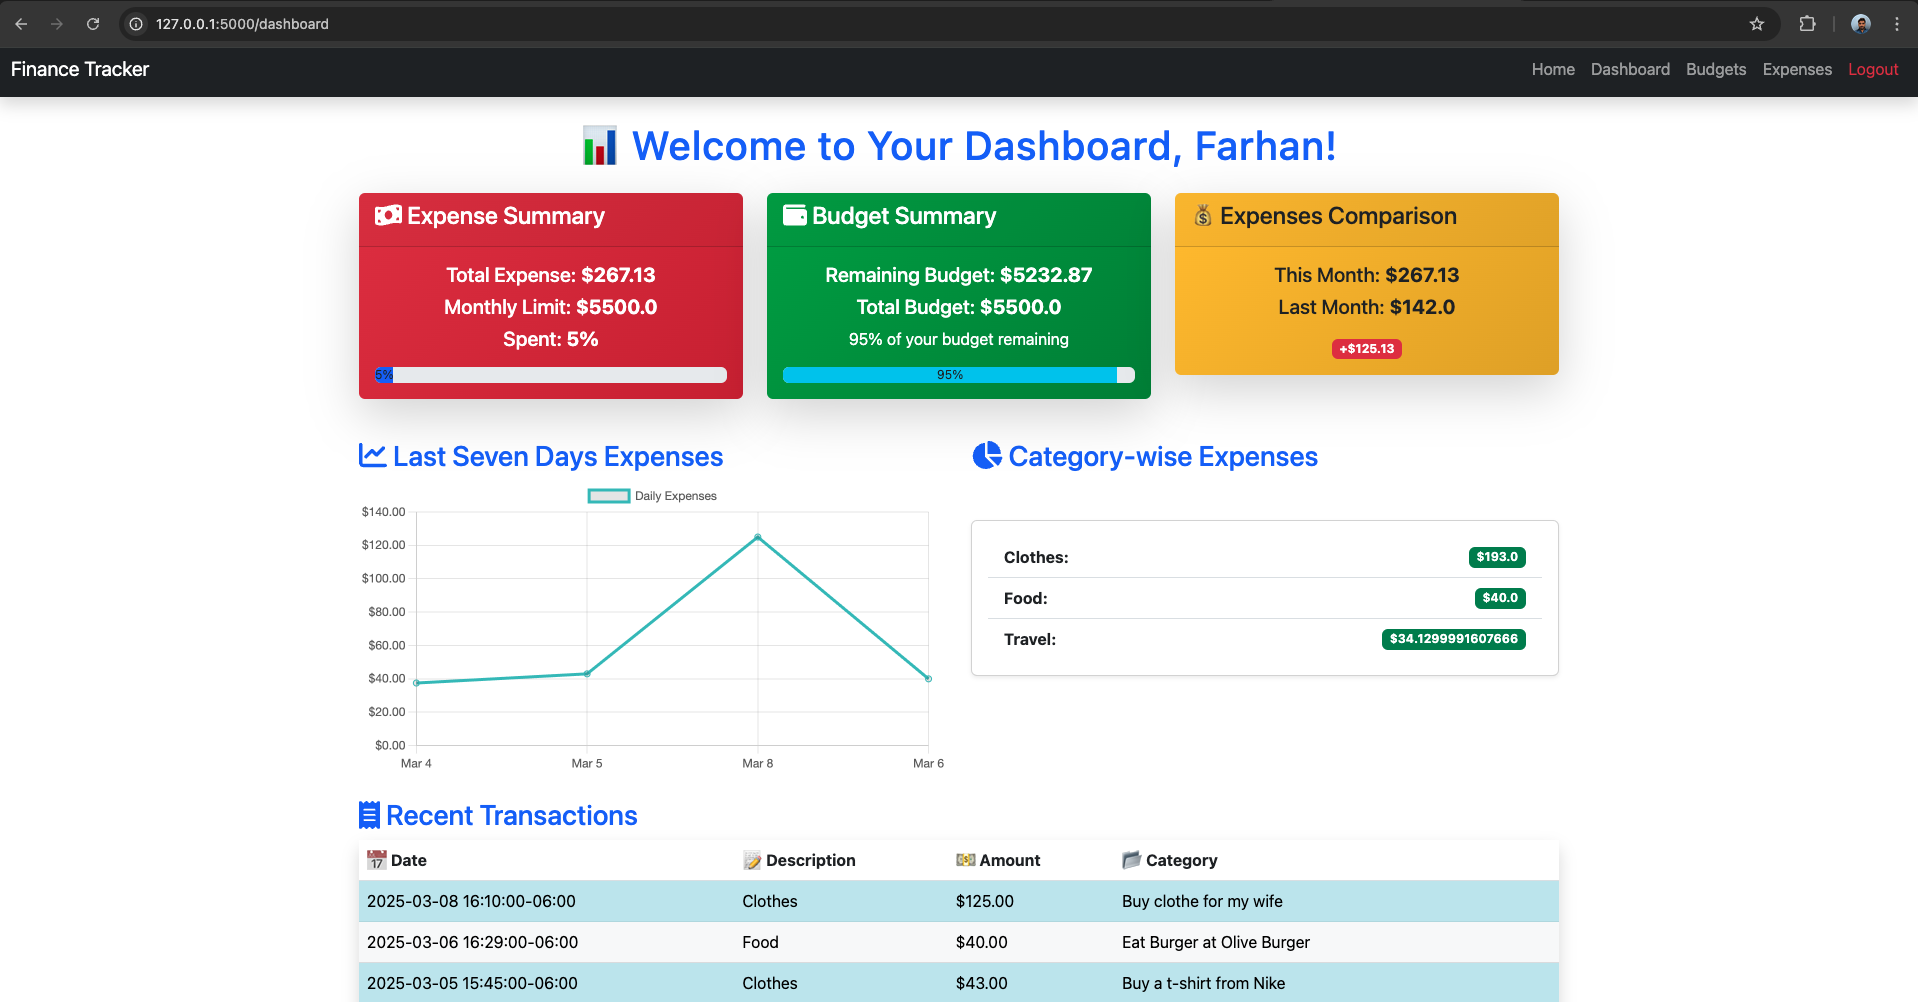 127.0.0.1:5000/dashboard
Finance Tracker
Home Dashboard Budgets Expenses Logout
Welcome to Your Dashboard, Farhan!
Expense Summary
Total Expense: $267.13
Monthly Limit: $5500.0
Spent: 5%
5%
Budget Summary
Remaining Budget: $5232.87
Total Budget: $5500.0
95% of your budget remaining
95%
Expenses Comparison
This Month: $267.13
Last Month: $142.0
+$125.13
Last Seven Days Expenses
Daily Expenses
$140.00
$120.00
$100.00
$80.00
$60.00
$40.00
$20.00
$0.00
Mar 4 Mar 5 Mar 8 Mar 6
Category-wise Expenses
Clothes: $193.0
Food: $40.0
Travel: $34.1299991607666
Recent Transactions
17 Date Description Amount Category
2025-03-08 16:10:00-06:00 Clothes $125.00 Buy clothe for my wife
2025-03-06 16:29:00-06:00 Food $40.00 Eat Burger at Olive Burger
2025-03-05 15:45:00-06:00 Clothes $43.00 Buy a t-shirt from Nike